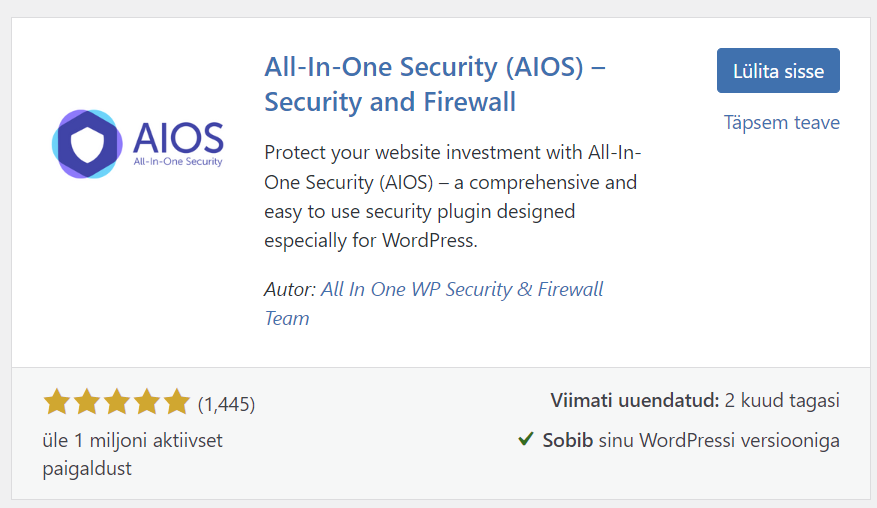 All-In-One Security (AIOS) –
Security and Firewall
Lülita sisse
Täpsem teave
AIOS
All-In-One Security
Protect your website investment with All-In-
One Security (AIOS) – a comprehensive and
easy to use security plugin designed
especially for WordPress.
Autor: All In One WP Security & Firewall
Team
(1,445)
üle 1 miljoni aktiivset
paigaldust
Viimati uuendatud: 2 kuud tagasi
Sobib sinu WordPressi versiooniga